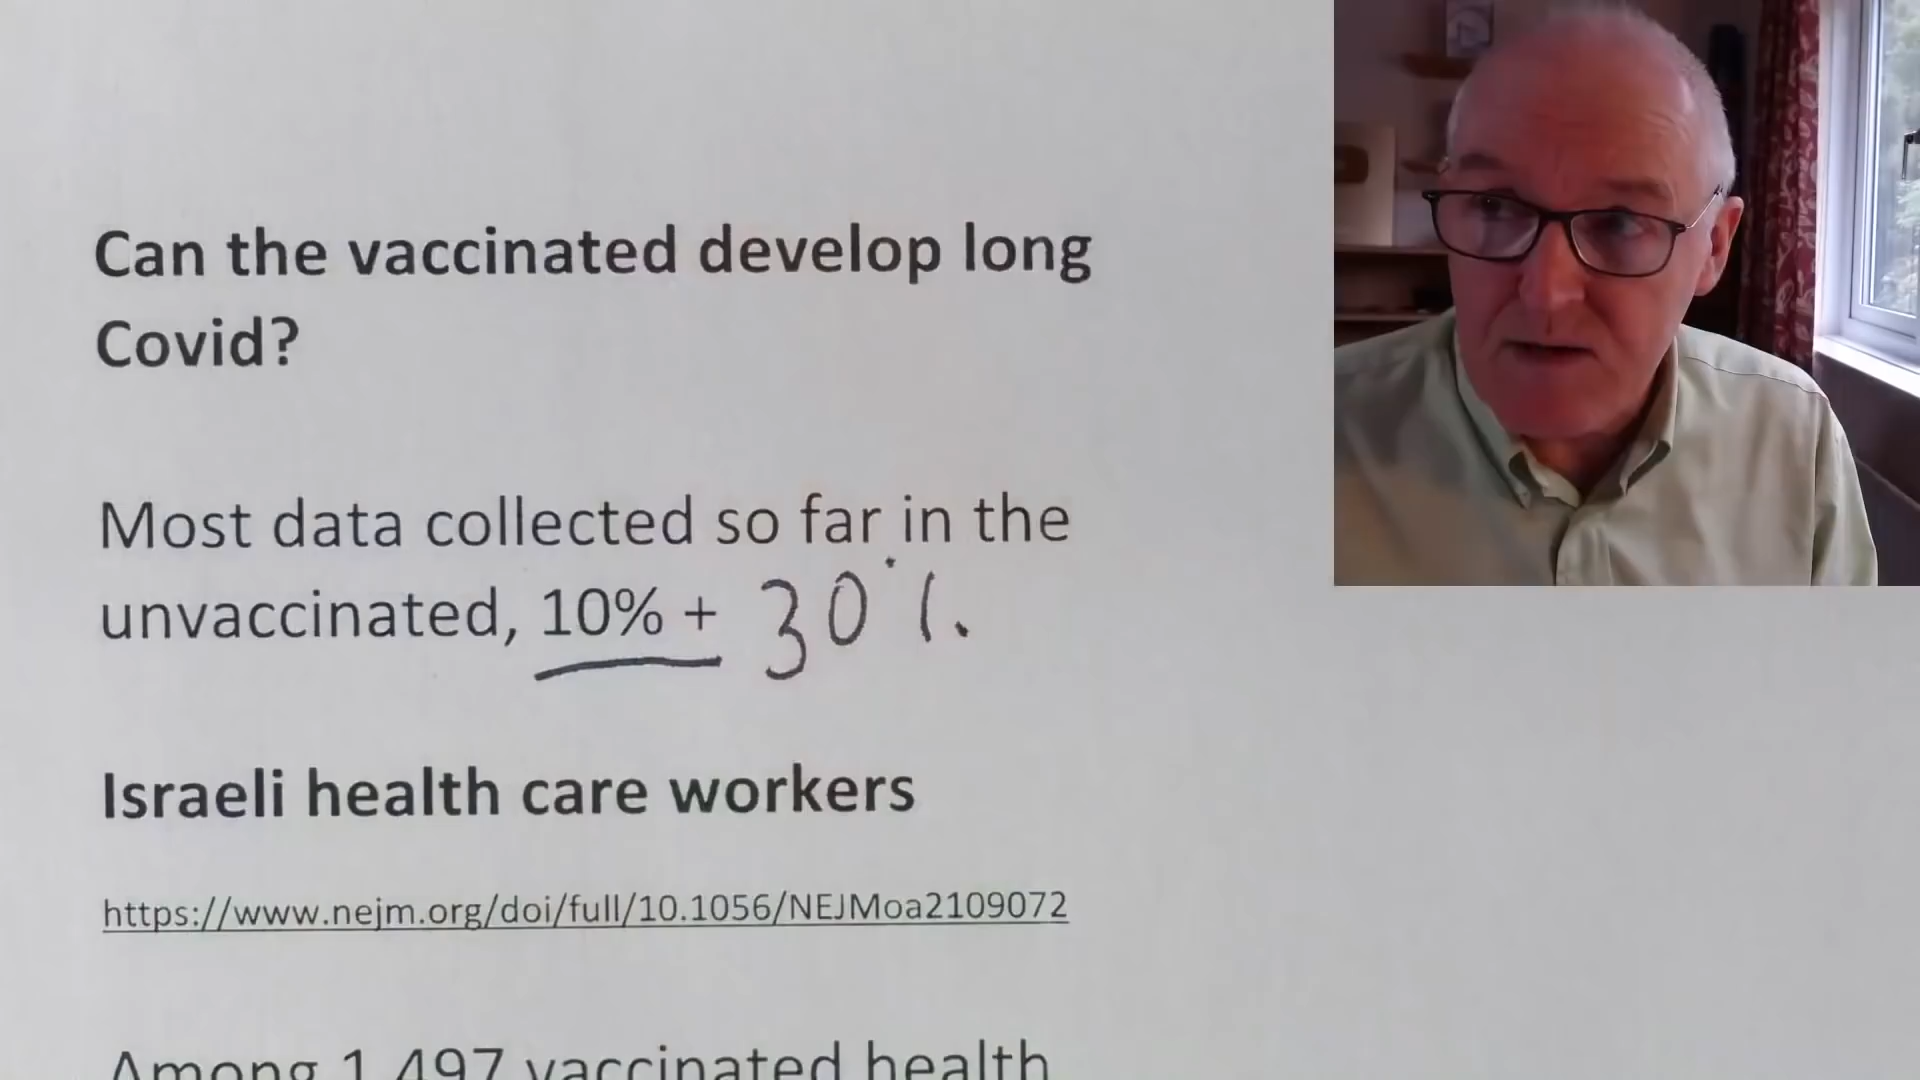 Can the vaccinated develop long
Covid?
Most data collected so far in the
unvaccinated, 10% + 30%
Israeli health care workers
https://www.nejm.org/doi/full/10.1056/NEJMoa2109072
Among 1,497 vaccinated health